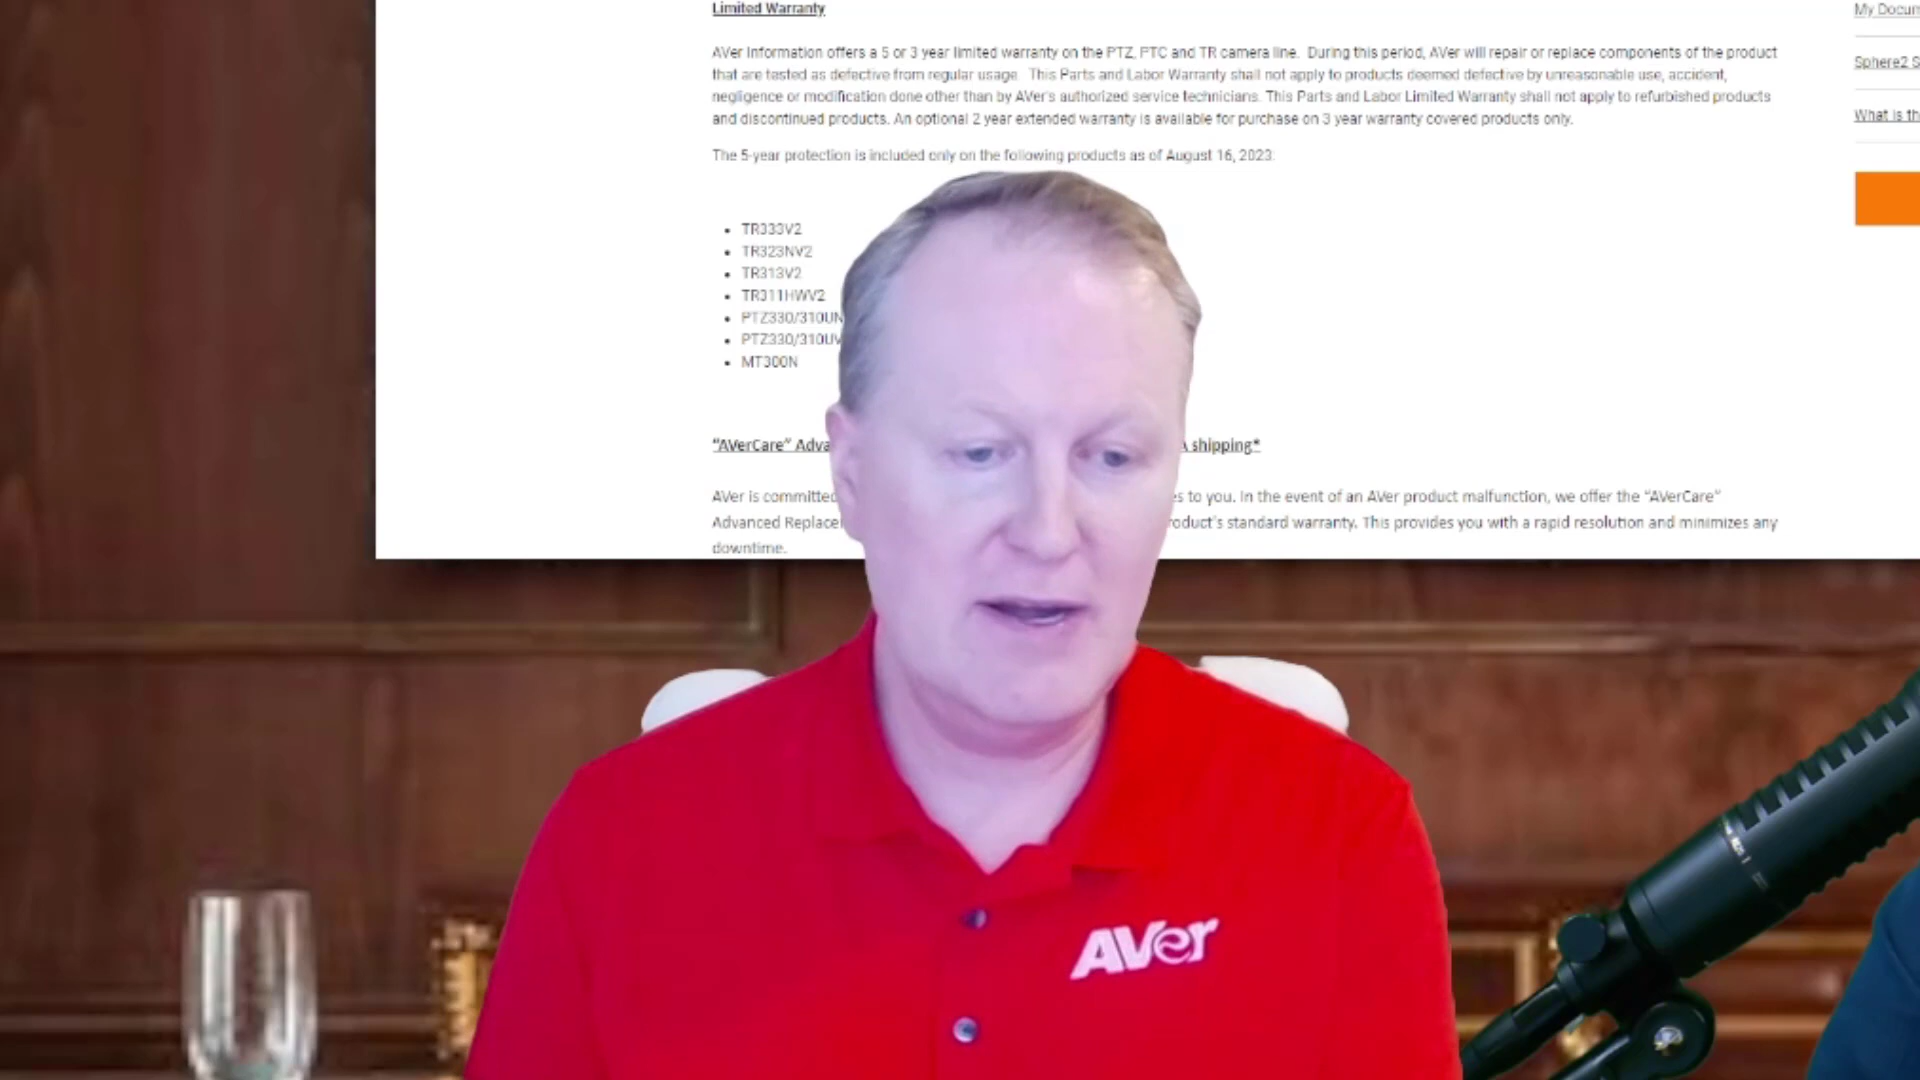 Limited Warranty
My Docum
AVer Information offers a 5 or 3 year limited warranty on the PTZ, PTC and TR camera line. During this period, AVer will repair or replace components of the product
that are tested as defective from regular usage. This Parts and Labor Warranty shall not apply to products deemed defective by unreasonable use, accident,
Sphere2 S
negligence or modification done other than by AVer's authorized service technicians. This Parts and Labor Limited Warranty shall not apply to refurbished products
and discontinued products. An optional 2 year extended warranty is available for purchase on 3 year warranty covered products only.
What is th
The 5-year protection is included only on the following products as of August 16, 2023:
• TR333V2
• TR323NV2
• TR313V2
• TR311HWV2
• PTZ330/310UN
• PTZ330/310UV
• MT300N
“AVerCare” Adva shipping*
AVer is committed s to you. In the event of an AVer product malfunction, we offer the “AVerCare”
Advanced Replace roduct's standard warranty. This provides you with a rapid resolution and minimizes any
downtime.
AVer